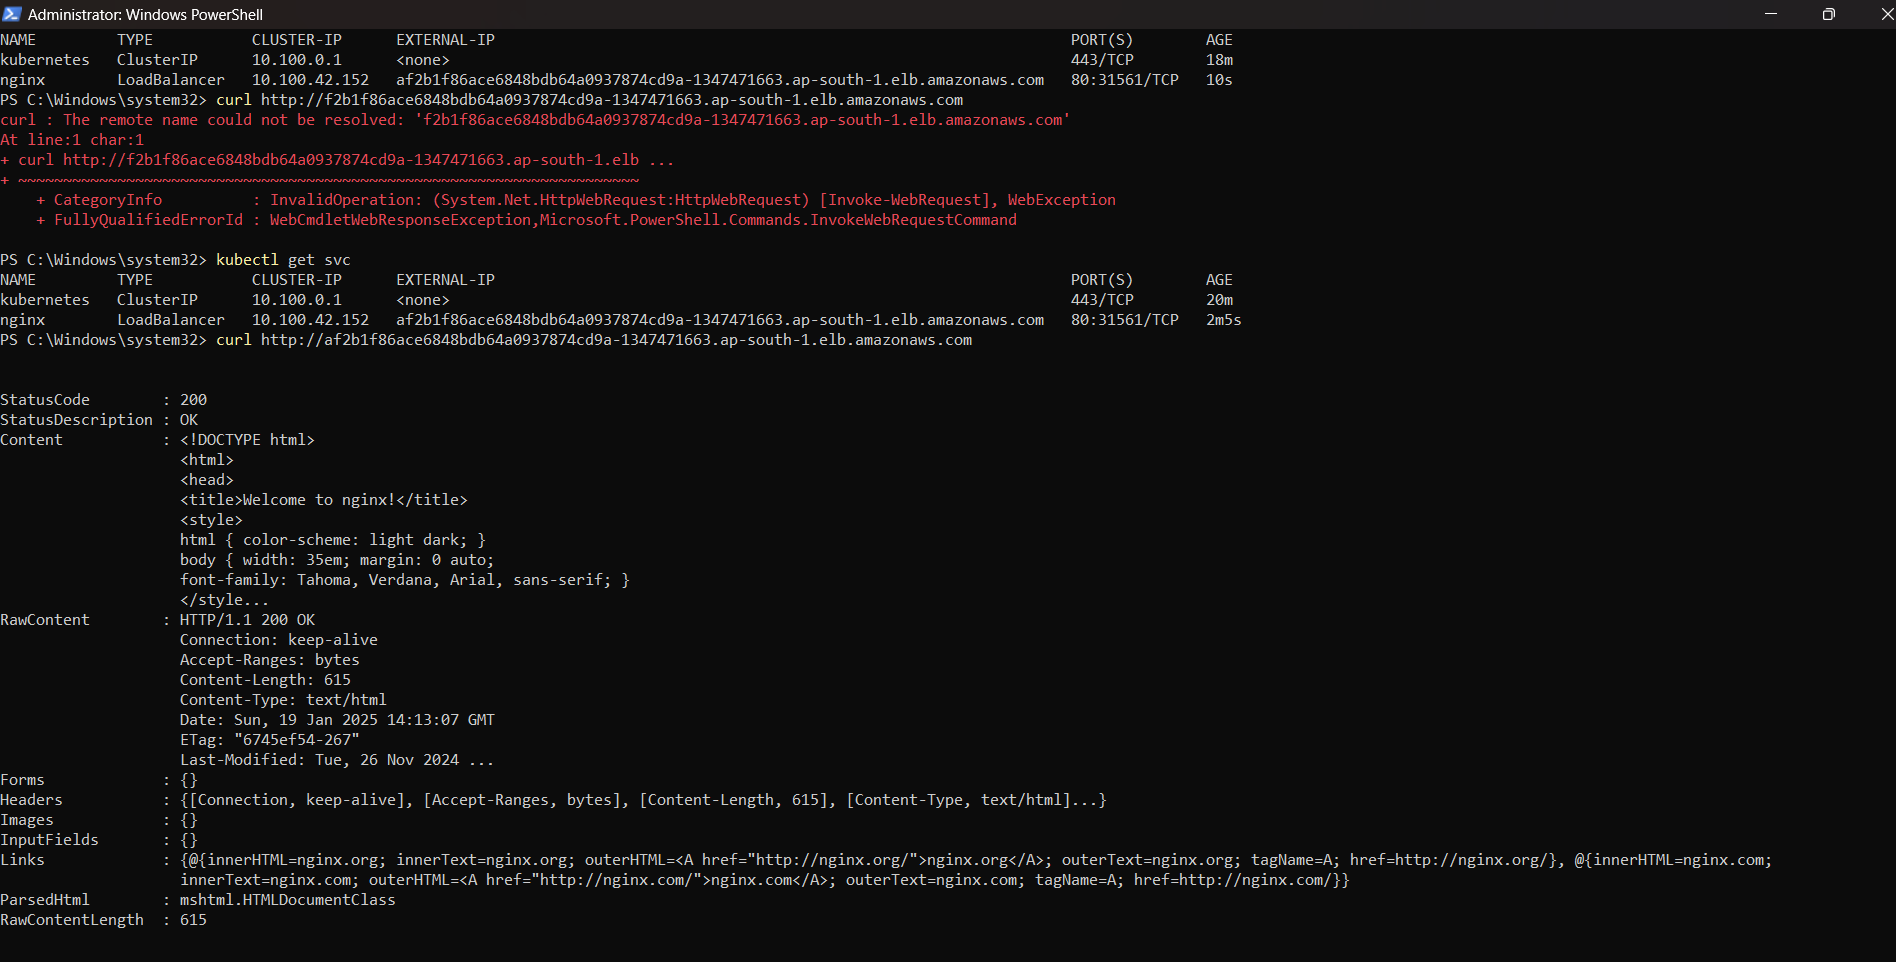 Administrator: Windows PowerShell
NAME         TYPE           CLUSTER-IP      EXTERNAL-IP                                                                PORT(S)        AGE
kubernetes   ClusterIP      10.100.0.1      <none>                                                                     443/TCP        18m
nginx        LoadBalancer   10.100.42.152   af2b1f86ace6848bdb64a0937874cd9a-1347471663.ap-south-1.elb.amazonaws.com   80:31561/TCP   10s
PS C:\Windows\system32> curl http://f2b1f86ace6848bdb64a0937874cd9a-1347471663.ap-south-1.elb.amazonaws.com
curl : The remote name could not be resolved: 'f2b1f86ace6848bdb64a0937874cd9a-1347471663.ap-south-1.elb.amazonaws.com'
At line:1 char:1
+ curl http://f2b1f86ace6848bdb64a0937874cd9a-1347471663.ap-south-1.elb ...
+ ~~~~~~~~~~~~~~~~~~~~~~~~~~~~~~~~~~~~~~~~~~~~~~~~~~~~~~~~~~~~~~~~~~~~~
    + CategoryInfo          : InvalidOperation: (System.Net.HttpWebRequest:HttpWebRequest) [Invoke-WebRequest], WebException
    + FullyQualifiedErrorId : WebCmdletWebResponseException,Microsoft.PowerShell.Commands.InvokeWebRequestCommand
PS C:\Windows\system32> kubectl get svc
NAME         TYPE           CLUSTER-IP      EXTERNAL-IP                                                                PORT(S)        AGE
kubernetes   ClusterIP      10.100.0.1      <none>                                                                     443/TCP        20m
nginx        LoadBalancer   10.100.42.152   af2b1f86ace6848bdb64a0937874cd9a-1347471663.ap-south-1.elb.amazonaws.com   80:31561/TCP   2m5s
PS C:\Windows\system32> curl http://af2b1f86ace6848bdb64a0937874cd9a-1347471663.ap-south-1.elb.amazonaws.com
StatusCode        : 200
StatusDescription : OK
Content           : <!DOCTYPE html>
                    <html>
                    <head>
                    <title>Welcome to nginx!</title>
                    <style>
                    html { color-scheme: light dark; }
                    body { width: 35em; margin: 0 auto;
                    font-family: Tahoma, Verdana, Arial, sans-serif; }
                    </style...
RawContent        : HTTP/1.1 200 OK
                    Connection: keep-alive
                    Accept-Ranges: bytes
                    Content-Length: 615
                    Content-Type: text/html
                    Date: Sun, 19 Jan 2025 14:13:07 GMT
                    ETag: "6745ef54-267"
                    Last-Modified: Tue, 26 Nov 2024 ...
Forms             : {}
Headers           : {[Connection, keep-alive], [Accept-Ranges, bytes], [Content-Length, 615], [Content-Type, text/html]...}
Images            : {}
InputFields       : {}
Links             : {@{innerHTML=nginx.org; innerText=nginx.org; outerHTML=<A href="http://nginx.org/">nginx.org</A>; outerText=nginx.org; tagName=A; href=http://nginx.org/}, @{innerHTML=nginx.com;
                    innerText=nginx.com; outerHTML=<A href="http://nginx.com/">nginx.com</A>; outerText=nginx.com; tagName=A; href=http://nginx.com/}}
ParsedHtml        : mshtml.HTMLDocumentClass
RawContentLength  : 615